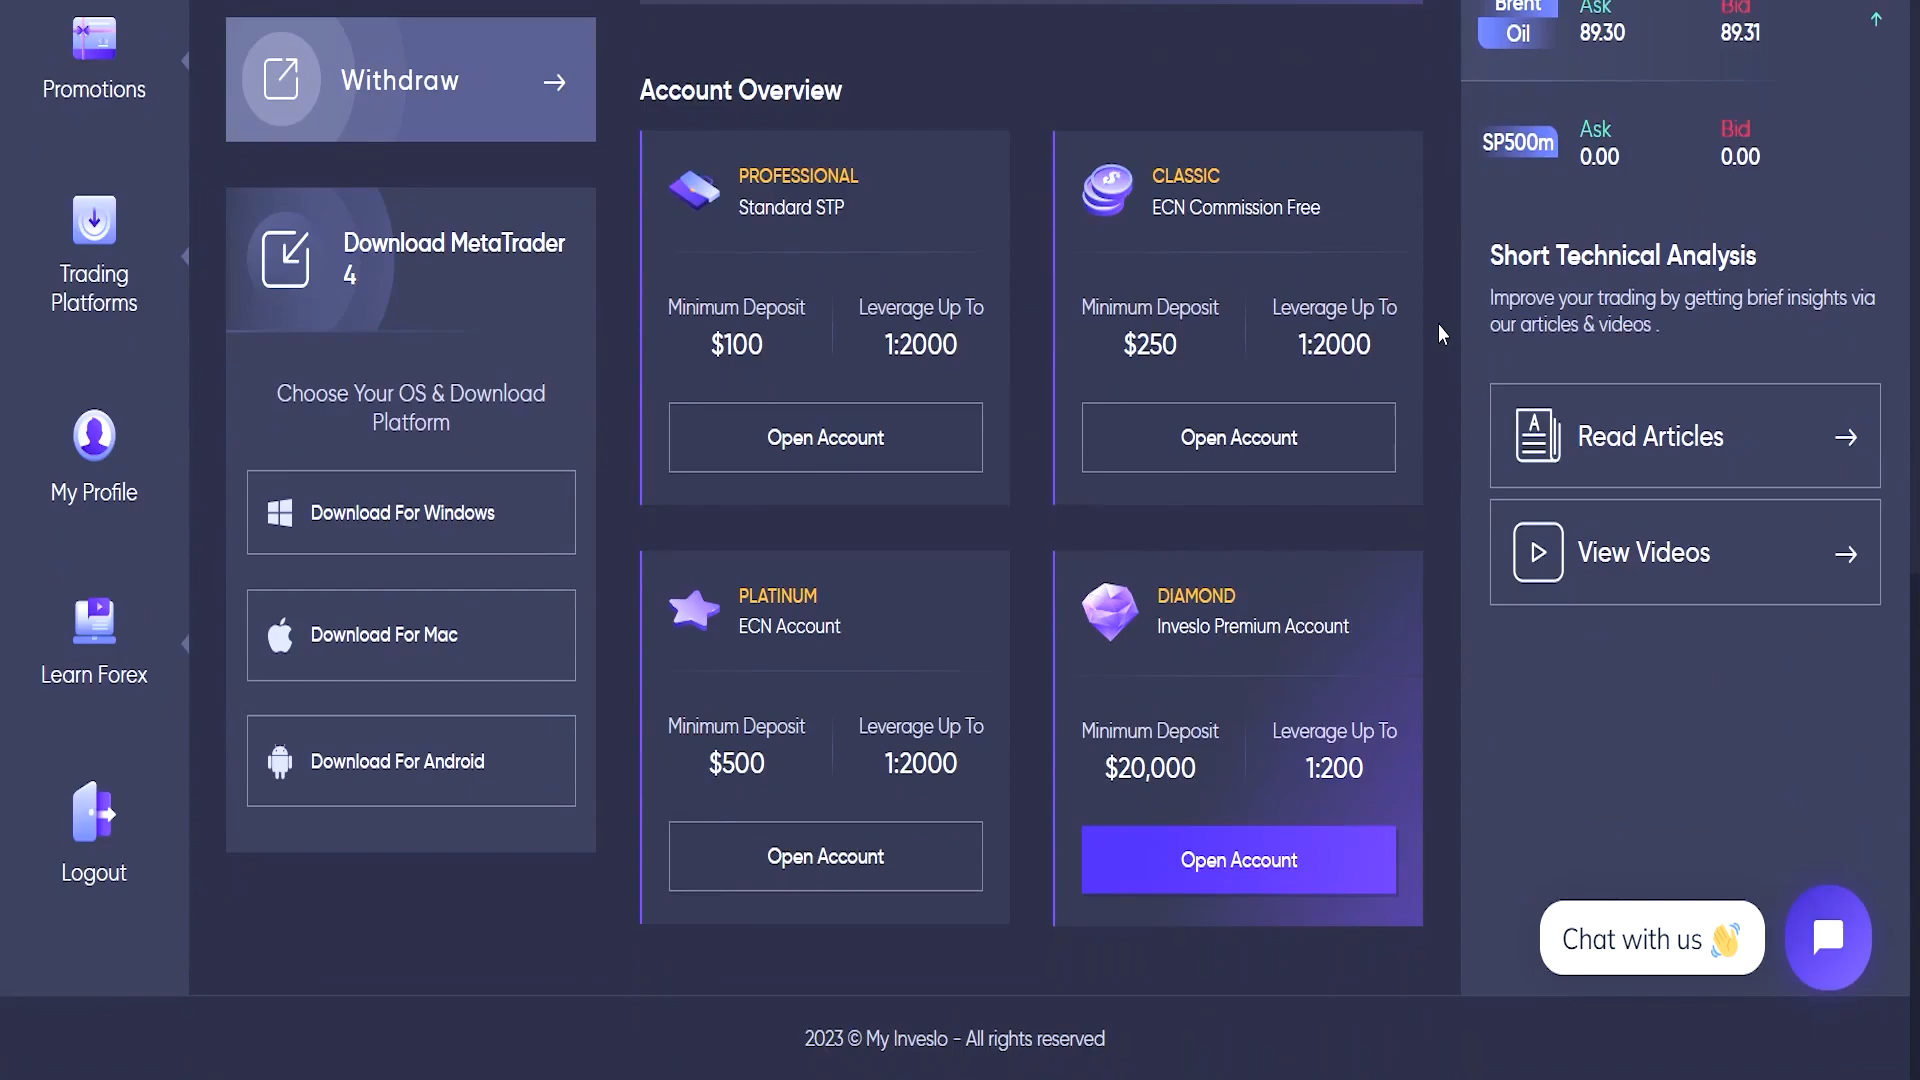 Promotions
Trading
Platforms
My Profile
Learn Forex
Logout
Withdraw
Download MetaTrader
4
Choose Your OS & Download
Platform
Download For Windows
Download For Mac
Download For Android
Account Overview
PROFESSIONAL
Standard STP
Minimum Deposit
$100
Leverage Up To
1:2000
Open Account
CLASSIC
ECN Commission Free
Minimum Deposit
$250
Leverage Up To
1:2000
Open Account
PLATINUM
ECN Account
Minimum Deposit
$500
Leverage Up To
1:2000
Open Account
DIAMOND
Inveslo Premium Account
Minimum Deposit
$20,000
Leverage Up To
1:200
Open Account
Brent
Oil
Ask
89.30
Bid
89.31
SP500m
Ask
0.00
Bid
0.00
Short Technical Analysis
Improve your trading by getting brief insights via
our articles & videos .
A
Read Articles
View Videos
Chat with us 👋
2023 © My Inveslo - All rights reserved